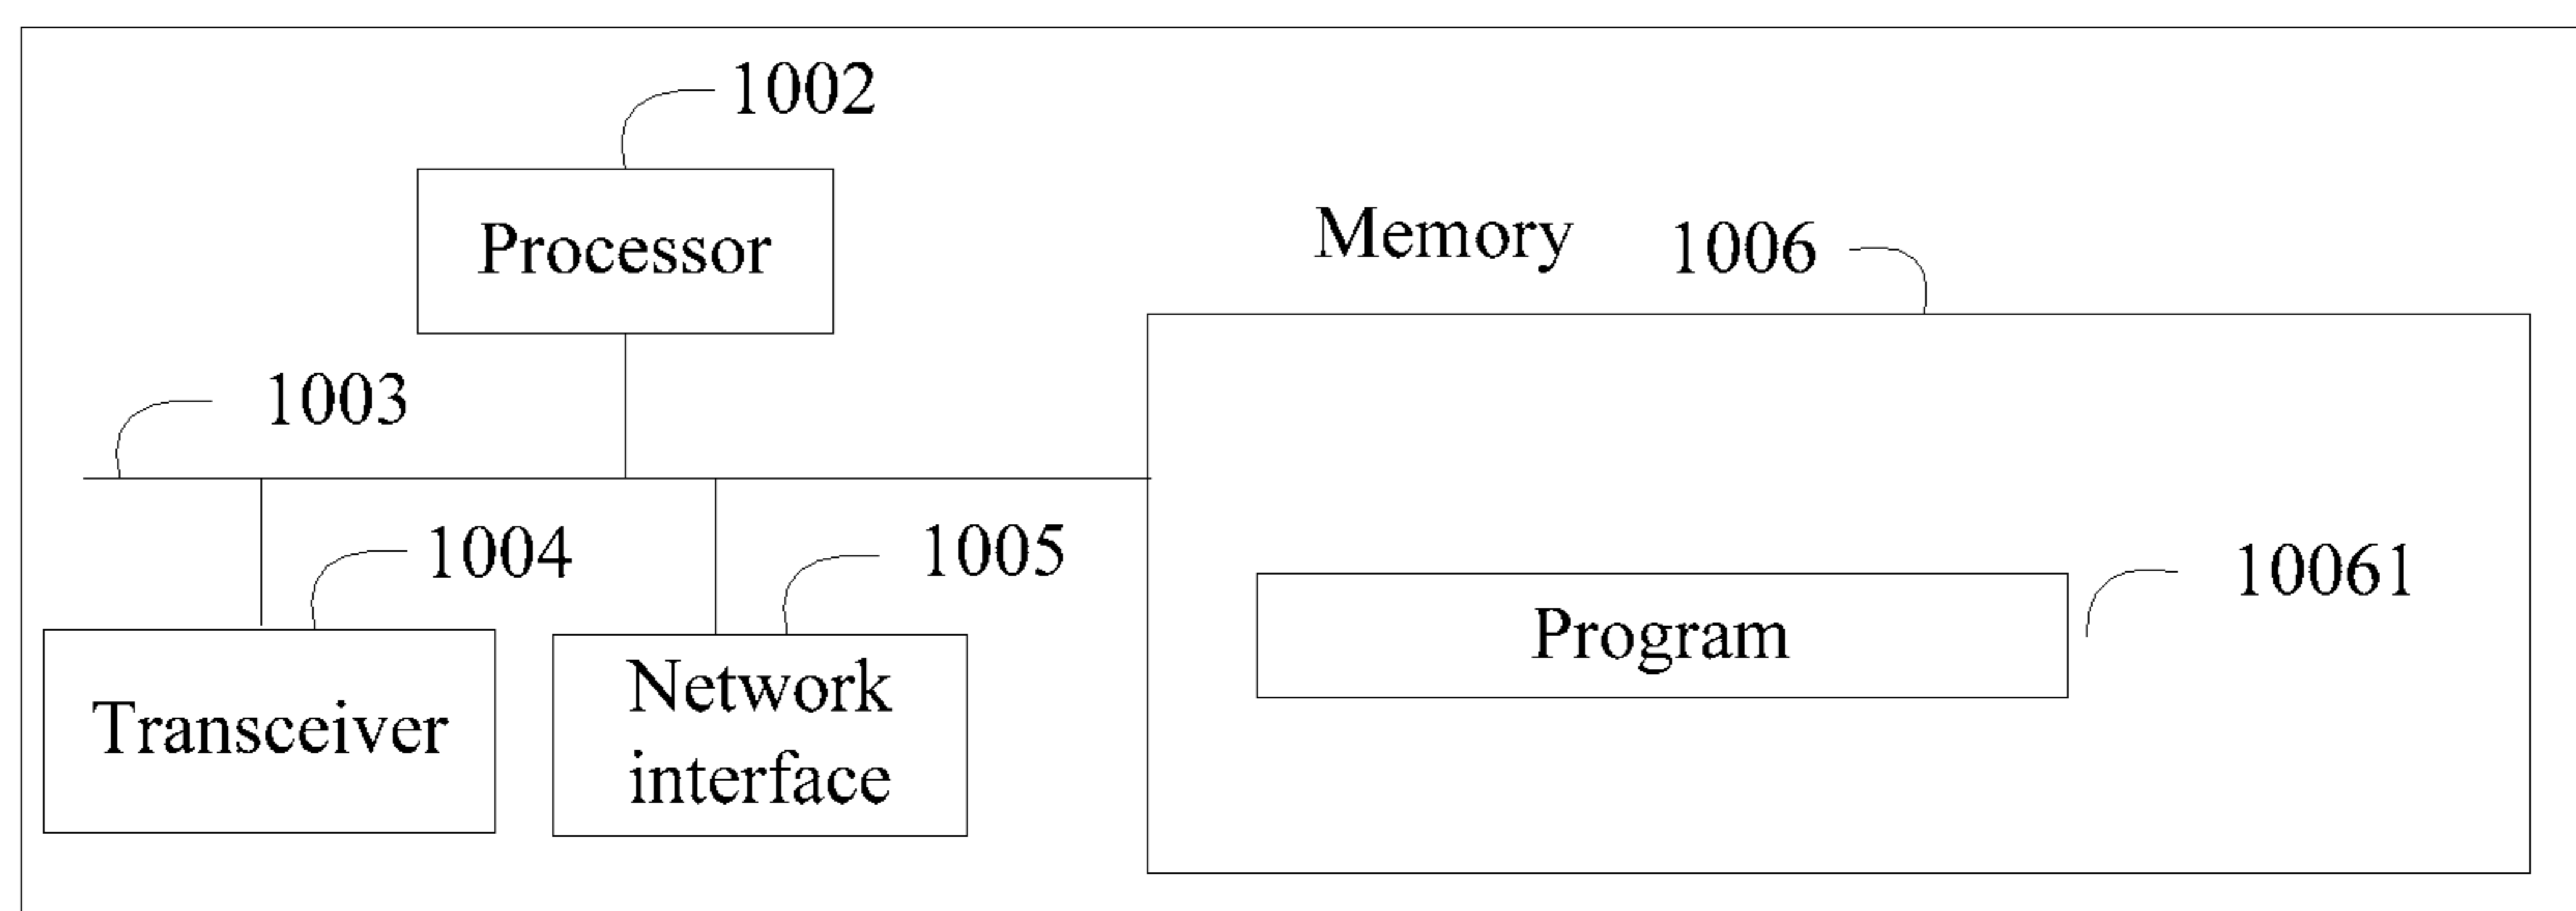 1002
Processor
Memory 1006
1003
1004
1005
10061
Program
Transceiver
Network
interface